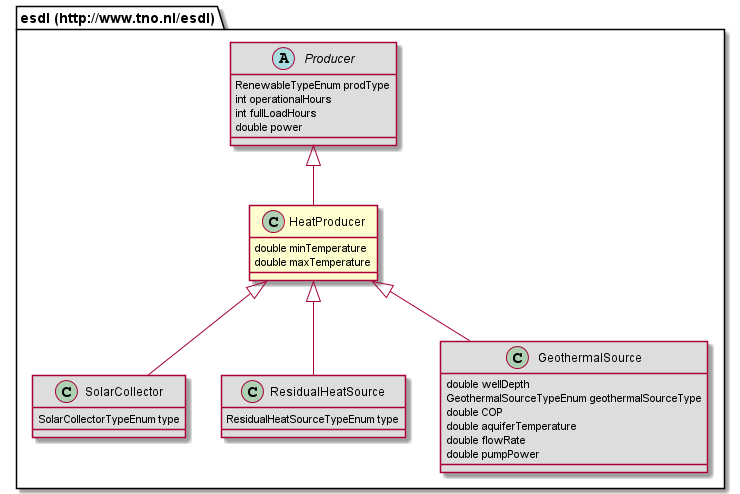 esdl (http://www.tno.nl/esdl)
A Producer
RenewableTypeEnum prodType
int operationalHours
int fullLoadHours
double power
C HeatProducer
double minTemperature
double maxTemperature
C SolarCollector
SolarCollectorTypeEnum type
C ResidualHeatSource
ResidualHeatSourceTypeEnum type
C GeothermalSource
double wellDepth
GeothermalSourceTypeEnum geothermalSourceType
double COP
double aquiferTemperature
double flowRate
double pumpPower